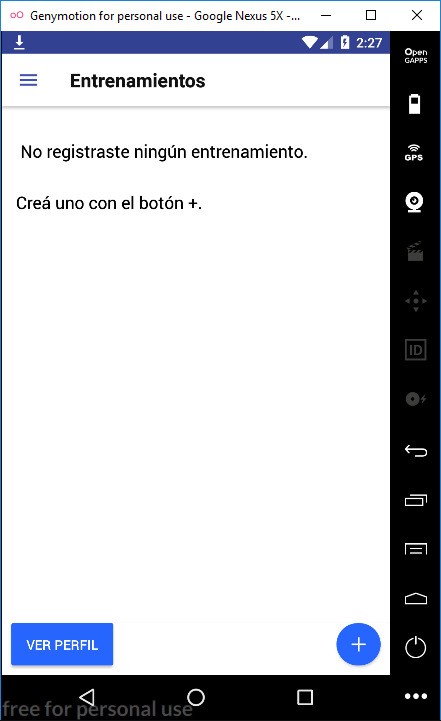 Genymotion for personal use - Google Nexus 5X -...
2:27
Open
GAPPS
Entrenamientos
GPS
No registraste ningún entrenamiento.
Creá uno con el botón +.
ID
VER PERFIL
free for personal use